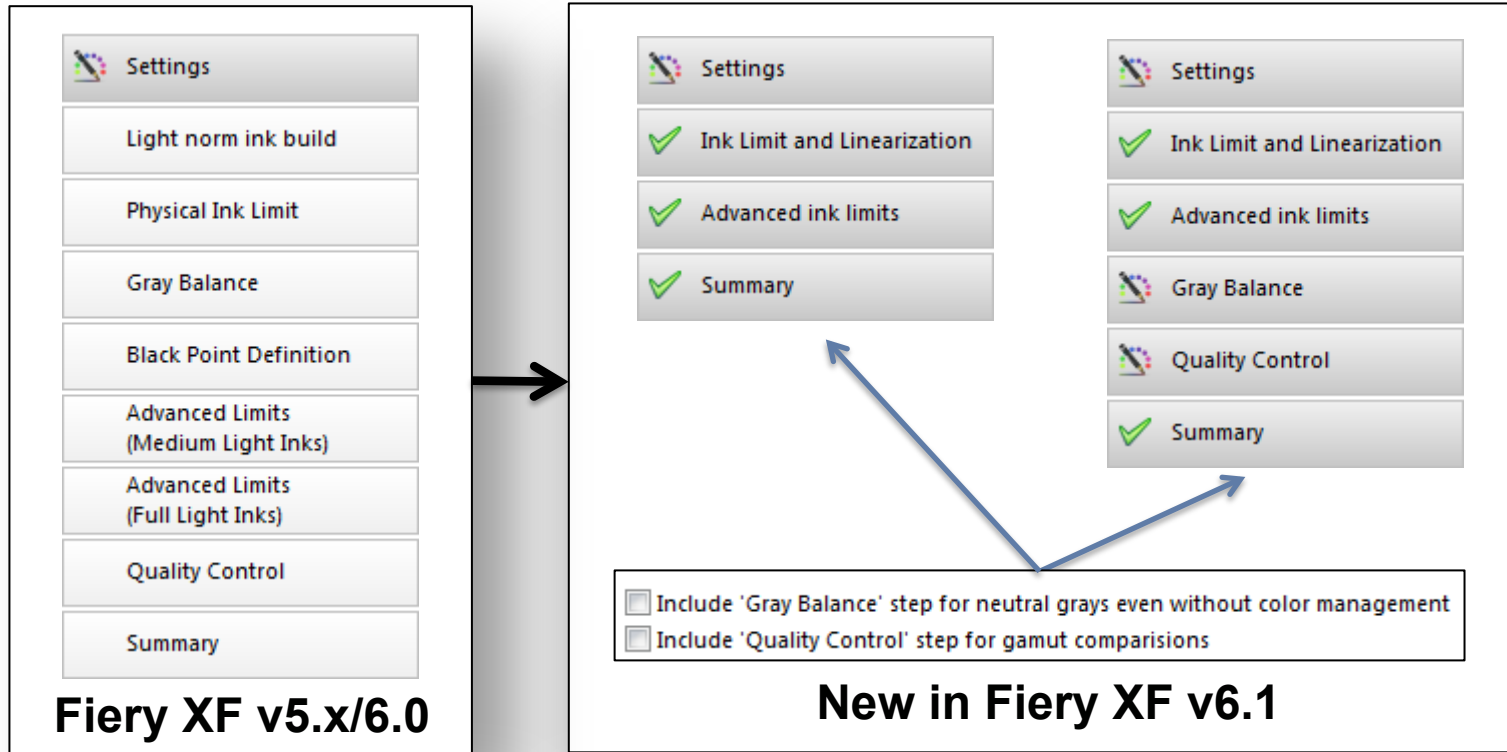 Settings
Light norm ink build
Physical Ink Limit
Gray Balance
Black Point Definition
Advanced Limits
(Medium Light Inks)
Advanced Limits
(Full Light Inks)
Quality Control
Summary
Fiery XF v5.x/6.0
Settings
Ink Limit and Linearization
Advanced ink limits
Summary
Settings
Ink Limit and Linearization
Advanced ink limits
Gray Balance
Quality Control
Summary
Include 'Gray Balance' step for neutral grays even without color management
Include 'Quality Control' step for gamut comparisions
New in Fiery XF v6.1